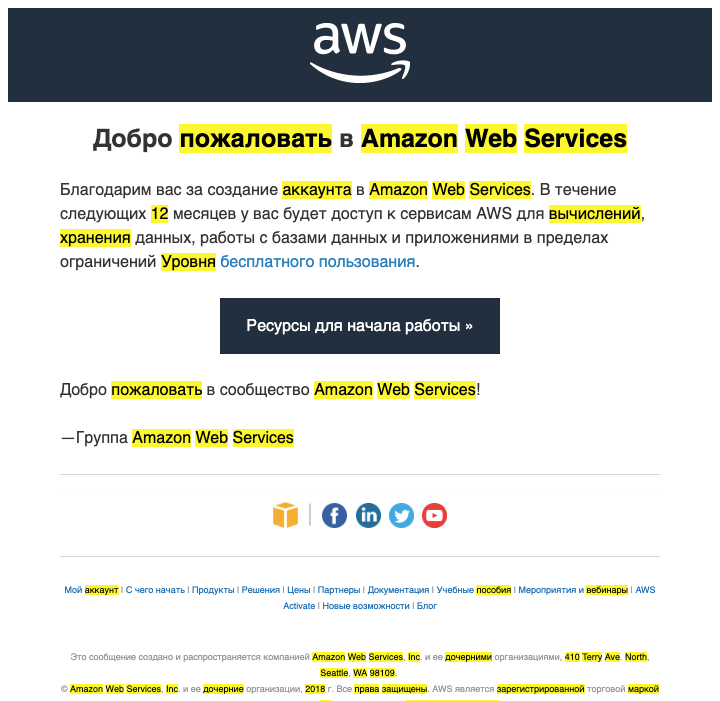 aws
Добро пожаловать в Amazon Web Services
Благодарим вас за создание аккаунта в Amazon Web Services. В течение
следующих 12 месяцев у вас будет доступ к сервисам AWS для вычислений,
хранения данных, работы с базами данных и приложениями в пределах
ограничений Уровня бесплатного пользования.
Ресурсы для начала работы »
Добро пожаловать в сообщество Amazon Web Services!
—Группа Amazon Web Services
Мой аккаунт | С чего начать | Продукты | Решения | Цены | Партнеры | Документация | Учебные пособия | Мероприятия и вебинары | AWS
Activate | Новые возможности | Блог
Это сообщение создано и распространяется компанией Amazon Web Services, Inc. и ее дочерними организациями, 410 Terry Ave. North,
Seattle, WA 98109.
© Amazon Web Services, Inc. и ее дочерние организации, 2018 г. Все права защищены. AWS является зарегистрированной торговой маркой